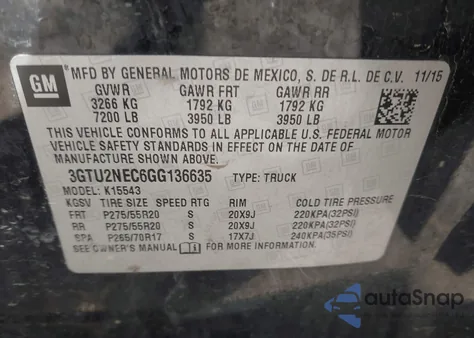 GM
MFD BY GENERAL MOTORS DE MEXICO, S. DE R.L. DE C.V. 11/15
GVWR GAWR FRT GAWR RR
3266 KG 1792 KG 1792 KG
7200 LB 3950 LB 3950 LB
THIS VEHICLE CONFORMS TO ALL APPLICABLE U.S. FEDERAL MOTOR
VEHICLE SAFETY STANDARDS IN EFFECT ON THE DATE OF
MANUFACTURE SHOWN ABOVE.
3GTU2NEC6GG136635 TYPE: TRUCK
MODEL: K15543
KGSV TIRE SIZE SPEED RTG RIM COLD TIRE PRESSURE
FRT P275/55R20 S 20X9J 220KPA(32PSI)
RR P275/55R20 S 20X9J 220KPA(32PSI)
SPA P265/70R17 S 17X7J 240KPA(35PSI)
SEE OWNER'S MANUAL FOR MORE INFORMATION.
autoSnap